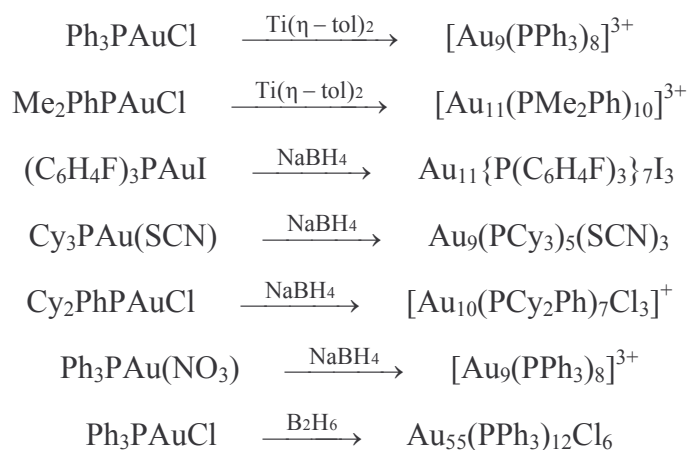 Ph₃PAuCl Ti(η – tol)2 → [Au₉(PPh₃)₈]³⁺
Me₂PhPAuCl Ti(η – tol)2 → [Au₁₁(PMe₂Ph)₁₀]³⁺
(C₆H₄F)₃PAuI NaBH₄ → Au₁₁{P(C₆H₄F)₃}₇I₃
Cy₃PAu(SCN) NaBH₄ → Au₉(PCy₃)₅(SCN)₃
Cy₂PhPAuCl NaBH₄ → [Au₁₀(PCy₂Ph)₇Cl₃]⁺
Ph₃PAu(NO₃) NaBH₄ → [Au₉(PPh₃)₈]³⁺
Ph₃PAuCl B₂H₆ → Au₅₅(PPh₃)₁₂Cl₆